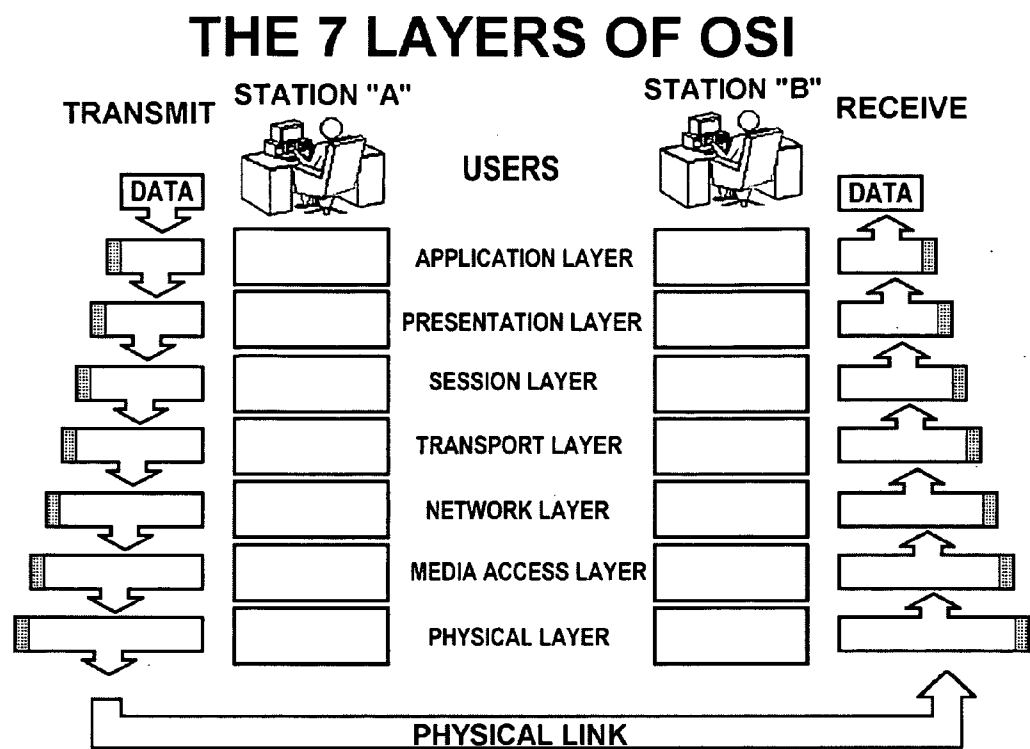 THE 7 LAYERS OF OSI
TRANSMIT
STATION "A"
STATION "B"
RECEIVE
USERS
DATA
DATA
APPLICATION LAYER
PRESENTATION LAYER
SESSION LAYER
TRANSPORT LAYER
NETWORK LAYER
MEDIA ACCESS LAYER
PHYSICAL LAYER
PHYSICAL LINK